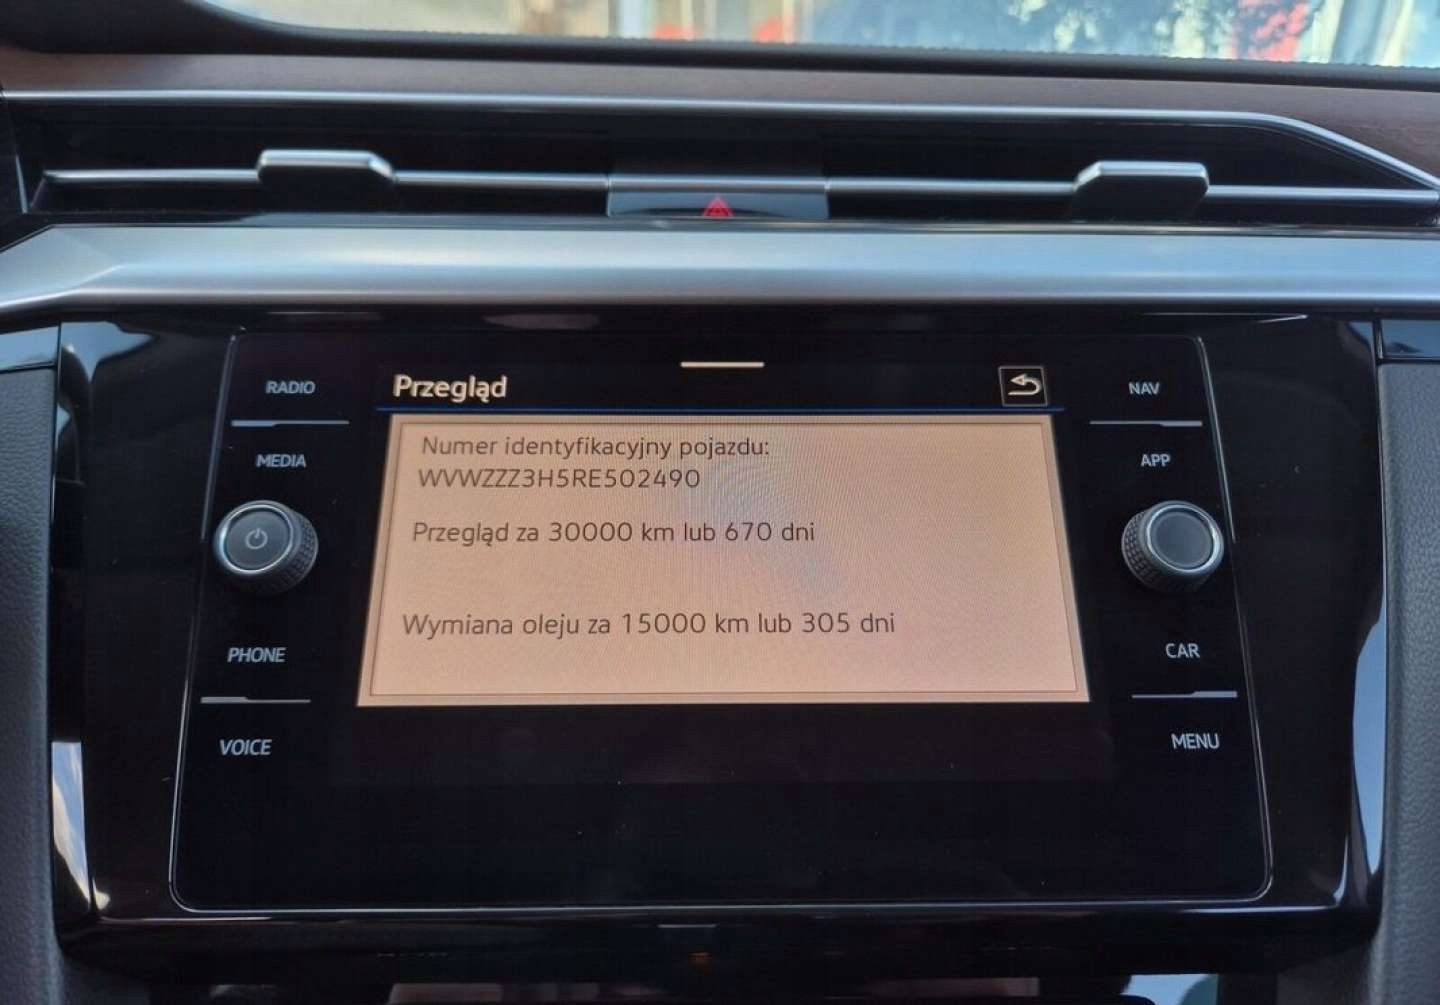 RADIO
MEDIA
PHONE
VOICE
Przegląd
Numer identyfikacyjny pojazdu:
WVWZZZ3H5RE502490
Przegląd za 30000 km lub 670 dni
Wymiana oleju za 15000 km lub 305 dni
NAV
APP
CAR
MENU